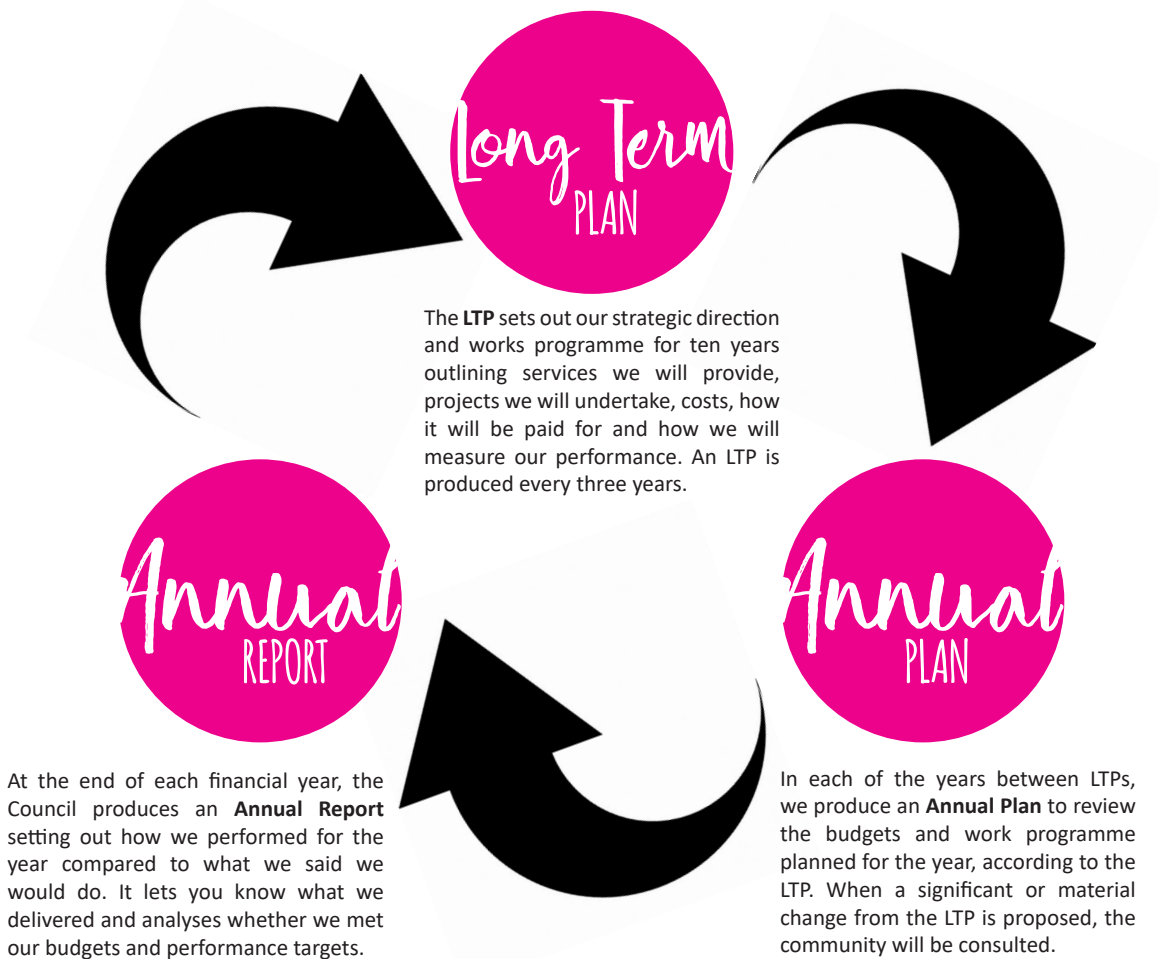 Long Term
PLAN
The LTP sets out our strategic direction
and works programme for ten years
outlining services we will provide,
projects we will undertake, costs, how
it will be paid for and how we will
measure our performance. An LTP is
produced every three years.
Annual
REPORT
At the end of each financial year, the
Council produces an Annual Report
setting out how we performed for the
year compared to what we said we
would do. It lets you know what we
delivered and analyses whether we met
our budgets and performance targets.
Annual
PLAN
In each of the years between LTPs,
we produce an Annual Plan to review
the budgets and work programme
planned for the year, according to the
LTP. When a significant or material
change from the LTP is proposed, the
community will be consulted.